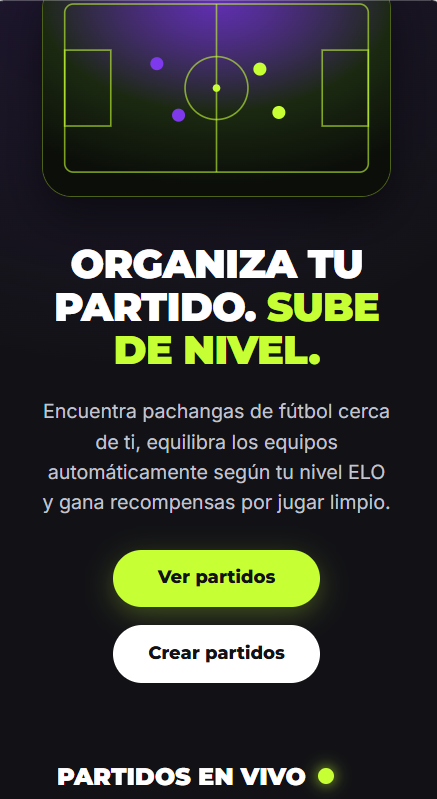 ORGANIZA TU
PARTIDO. SUBE
DE NIVEL.
Encuentra pachangas de fútbol cerca
de ti, equilibra los equipos
automáticamente según tu nivel ELO
y gana recompensas por jugar limpio.
Ver partidos
Crear partidos
PARTIDOS EN VIVO